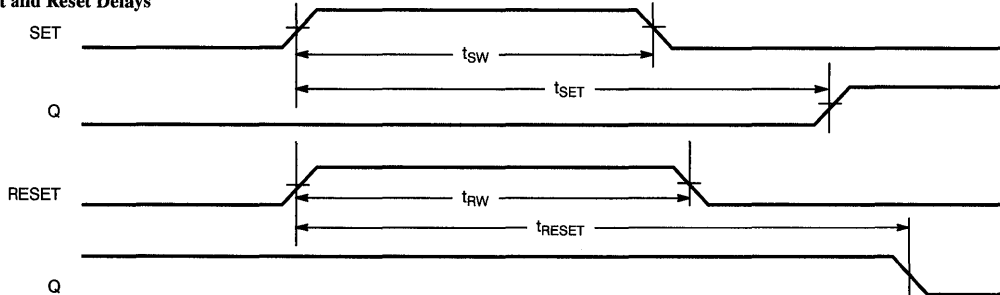 t and Reset Delays
SET
tSW
tSET
Q
RESET
tRW
tRESET
Q